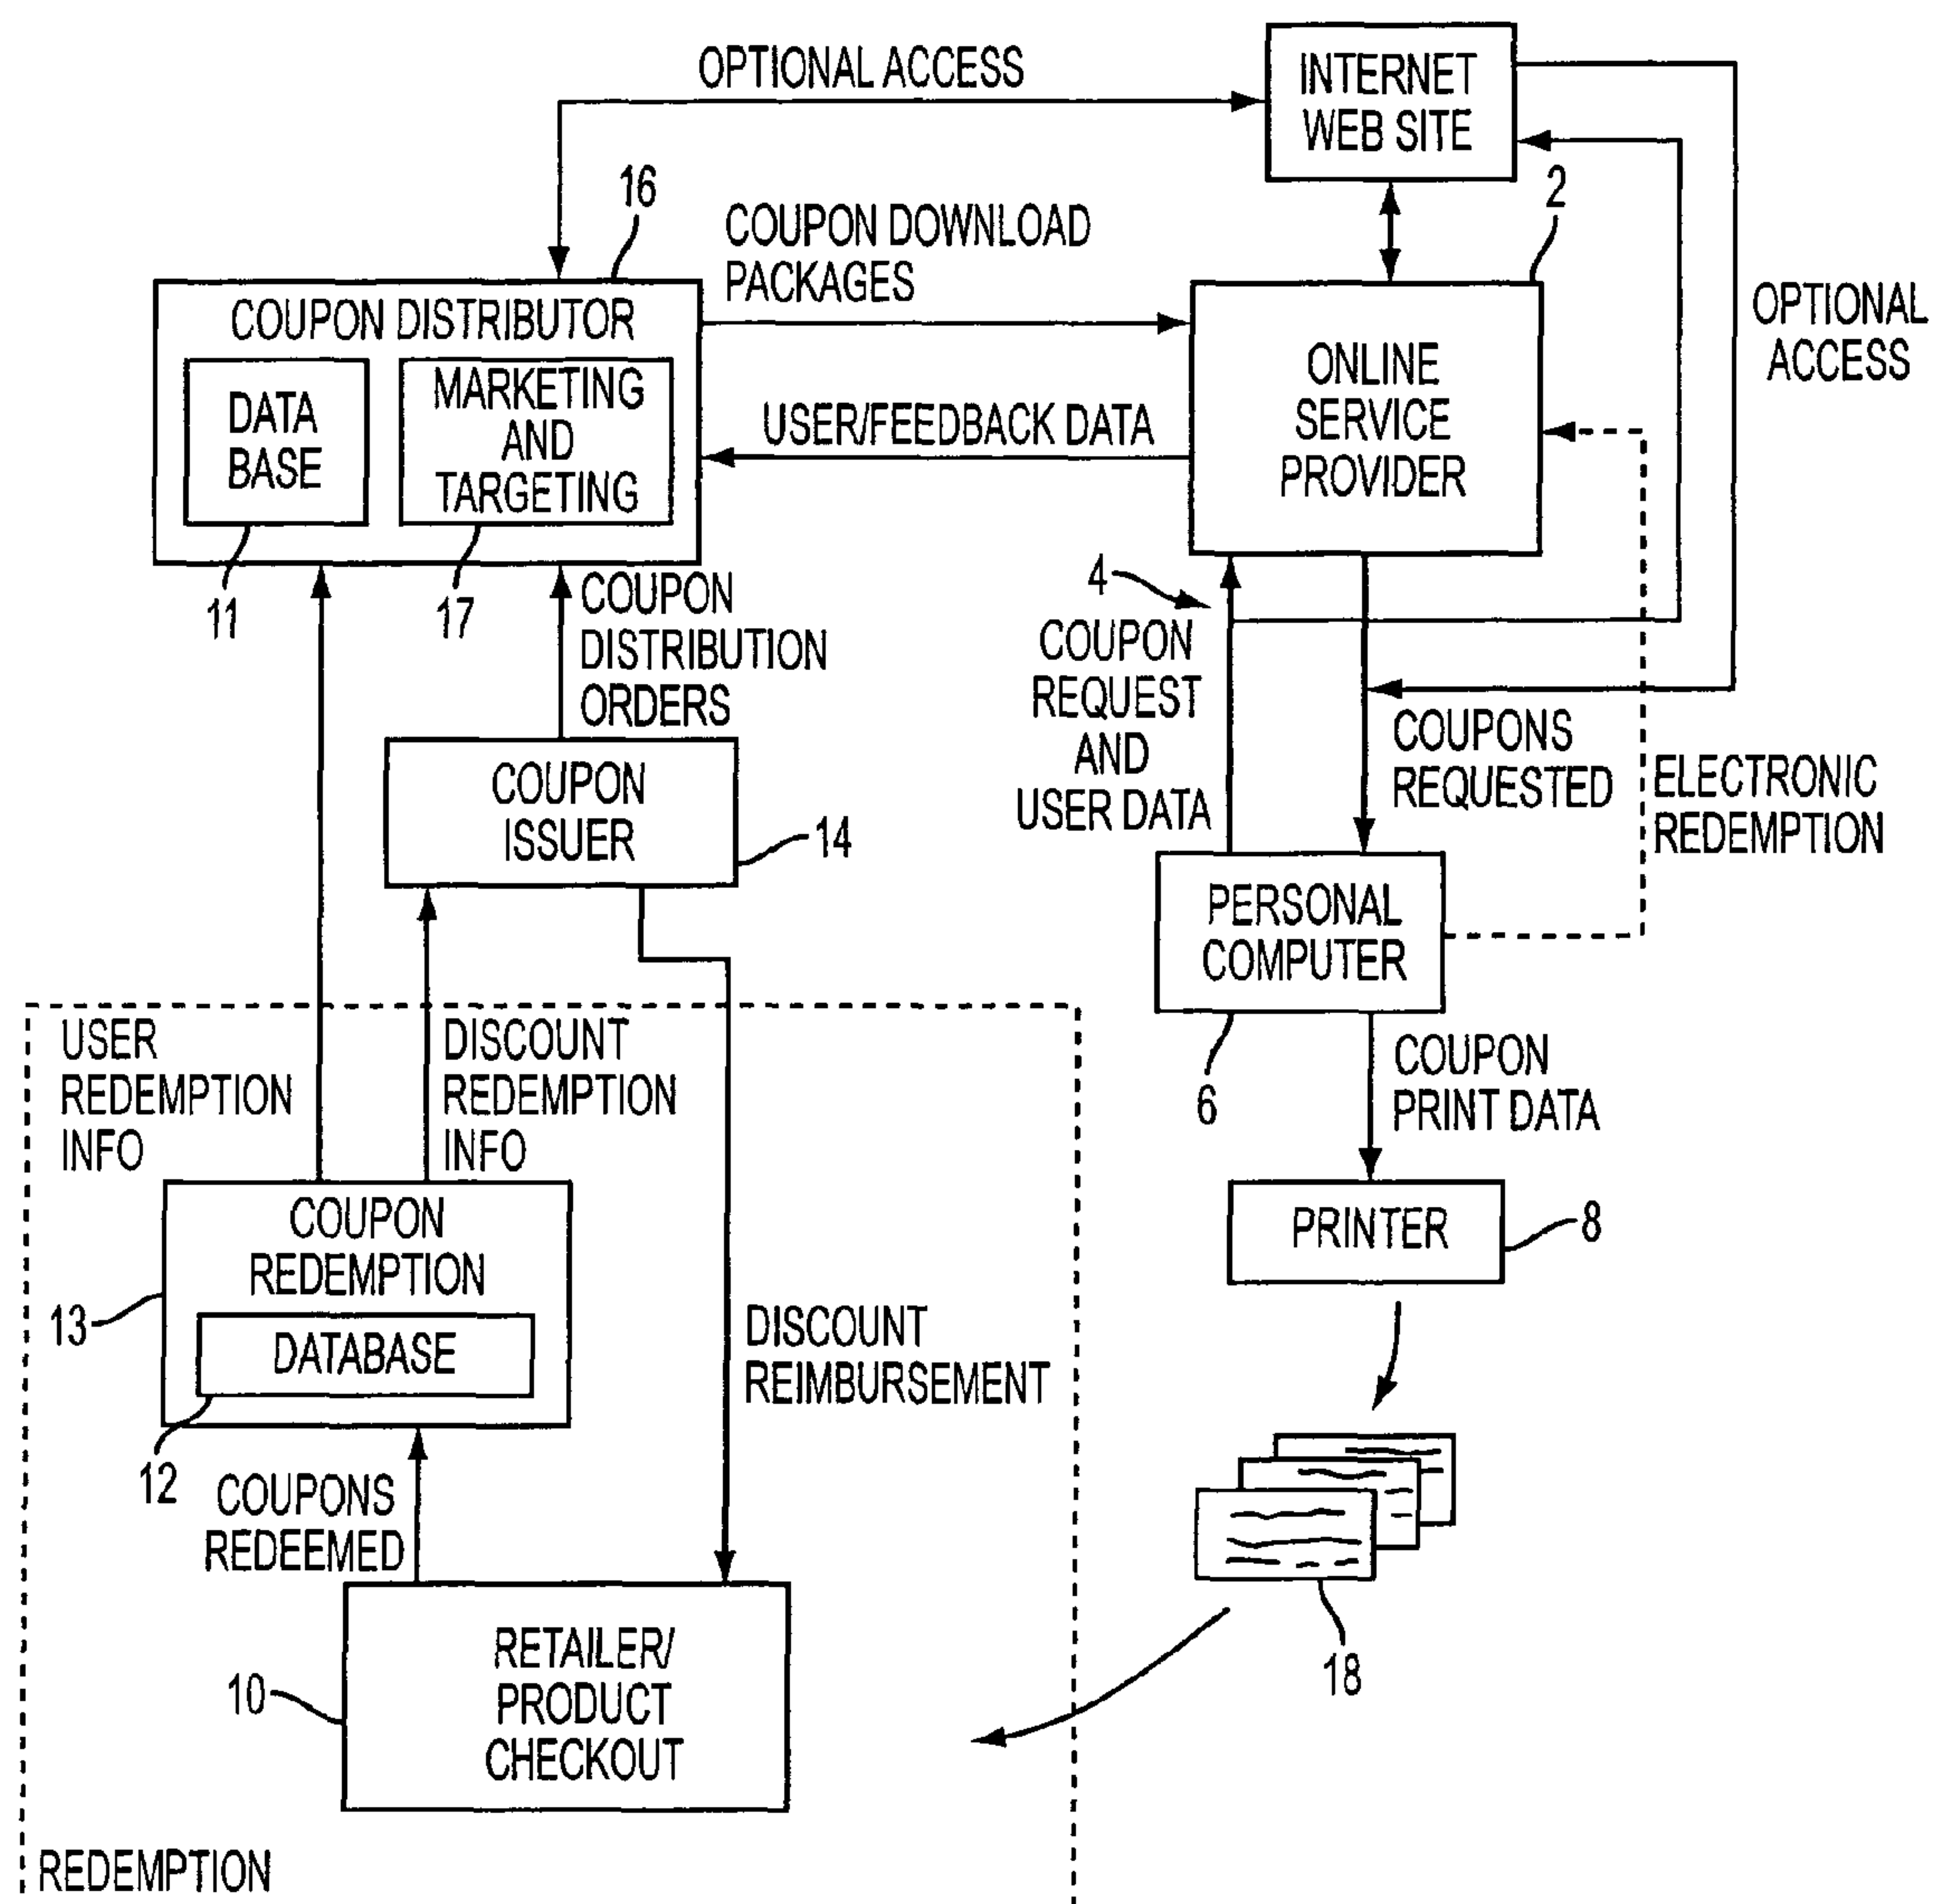 OPTIONAL ACCESS
INTERNET
WEB SITE
16
COUPON DOWNLOAD
PACKAGES
2
OPTIONAL
ACCESS
COUPON DISTRIBUTOR
DATA
BASE
MARKETING
AND
TARGETING
USER/FEEDBACK DATA
ONLINE
SERVICE
PROVIDER
11
17
COUPON
DISTRIBUTION
ORDERS
4
COUPON
REQUEST
AND
USER DATA
COUPONS
REQUESTED
ELECTRONIC
REDEMPTION
COUPON
ISSUER
14
PERSONAL
COMPUTER
6
USER
REDEMPTION
INFO
DISCOUNT
REDEMPTION
INFO
COUPON
PRINT DATA
COUPON
REDEMPTION
DATABASE
13
12
PRINTER
8
DISCOUNT
REIMBURSEMENT
COUPONS
REDEEMED
18
RETAILER/
PRODUCT
CHECKOUT
10
REDEMPTION